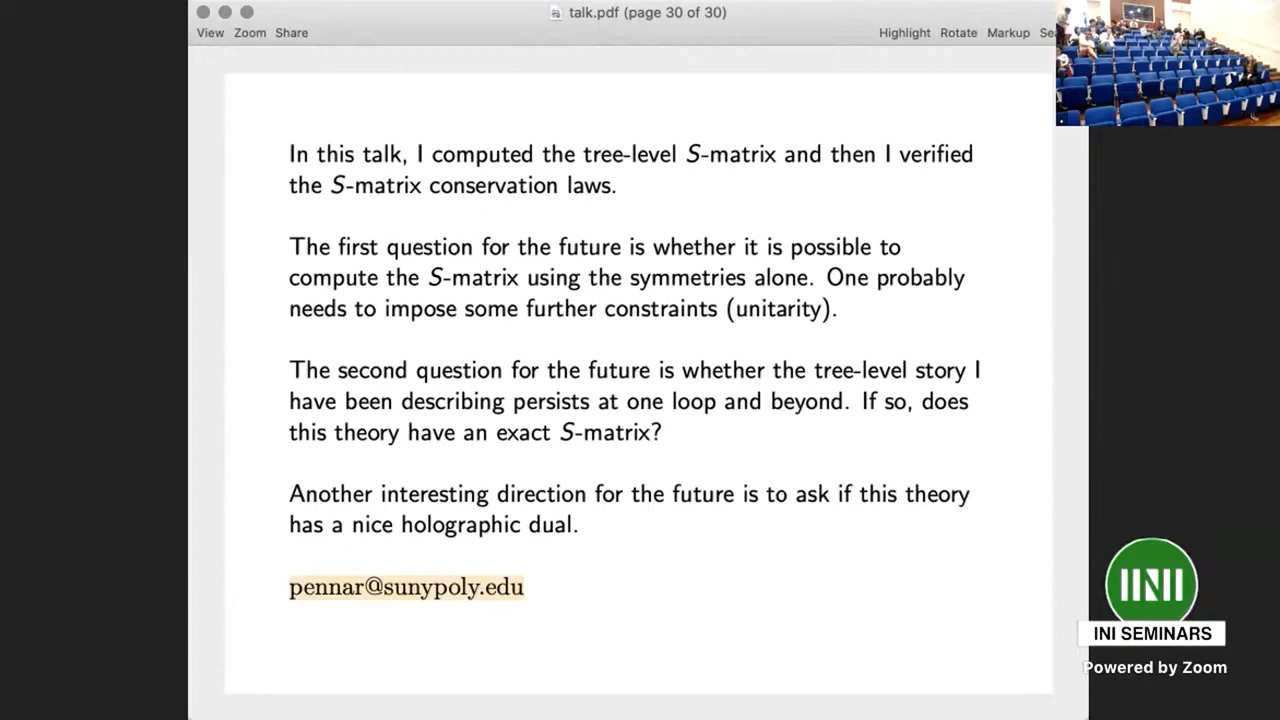 talk.pdf (page 30 of 30)
View Zoom Share
Highlight Rotate Markup
In this talk, I computed the tree-level S-matrix and then I verified
the S-matrix conservation laws.
The first question for the future is whether it is possible to
compute the S-matrix using the symmetries alone. One probably
needs to impose some further constraints (unitarity).
The second question for the future is whether the tree-level story I
have been describing persists at one loop and beyond. If so, does
this theory have an exact S-matrix?
Another interesting direction for the future is to ask if this theory
has a nice holographic dual.
pennar@sunypoly.edu
INI SEMINARS
Powered by Zoom